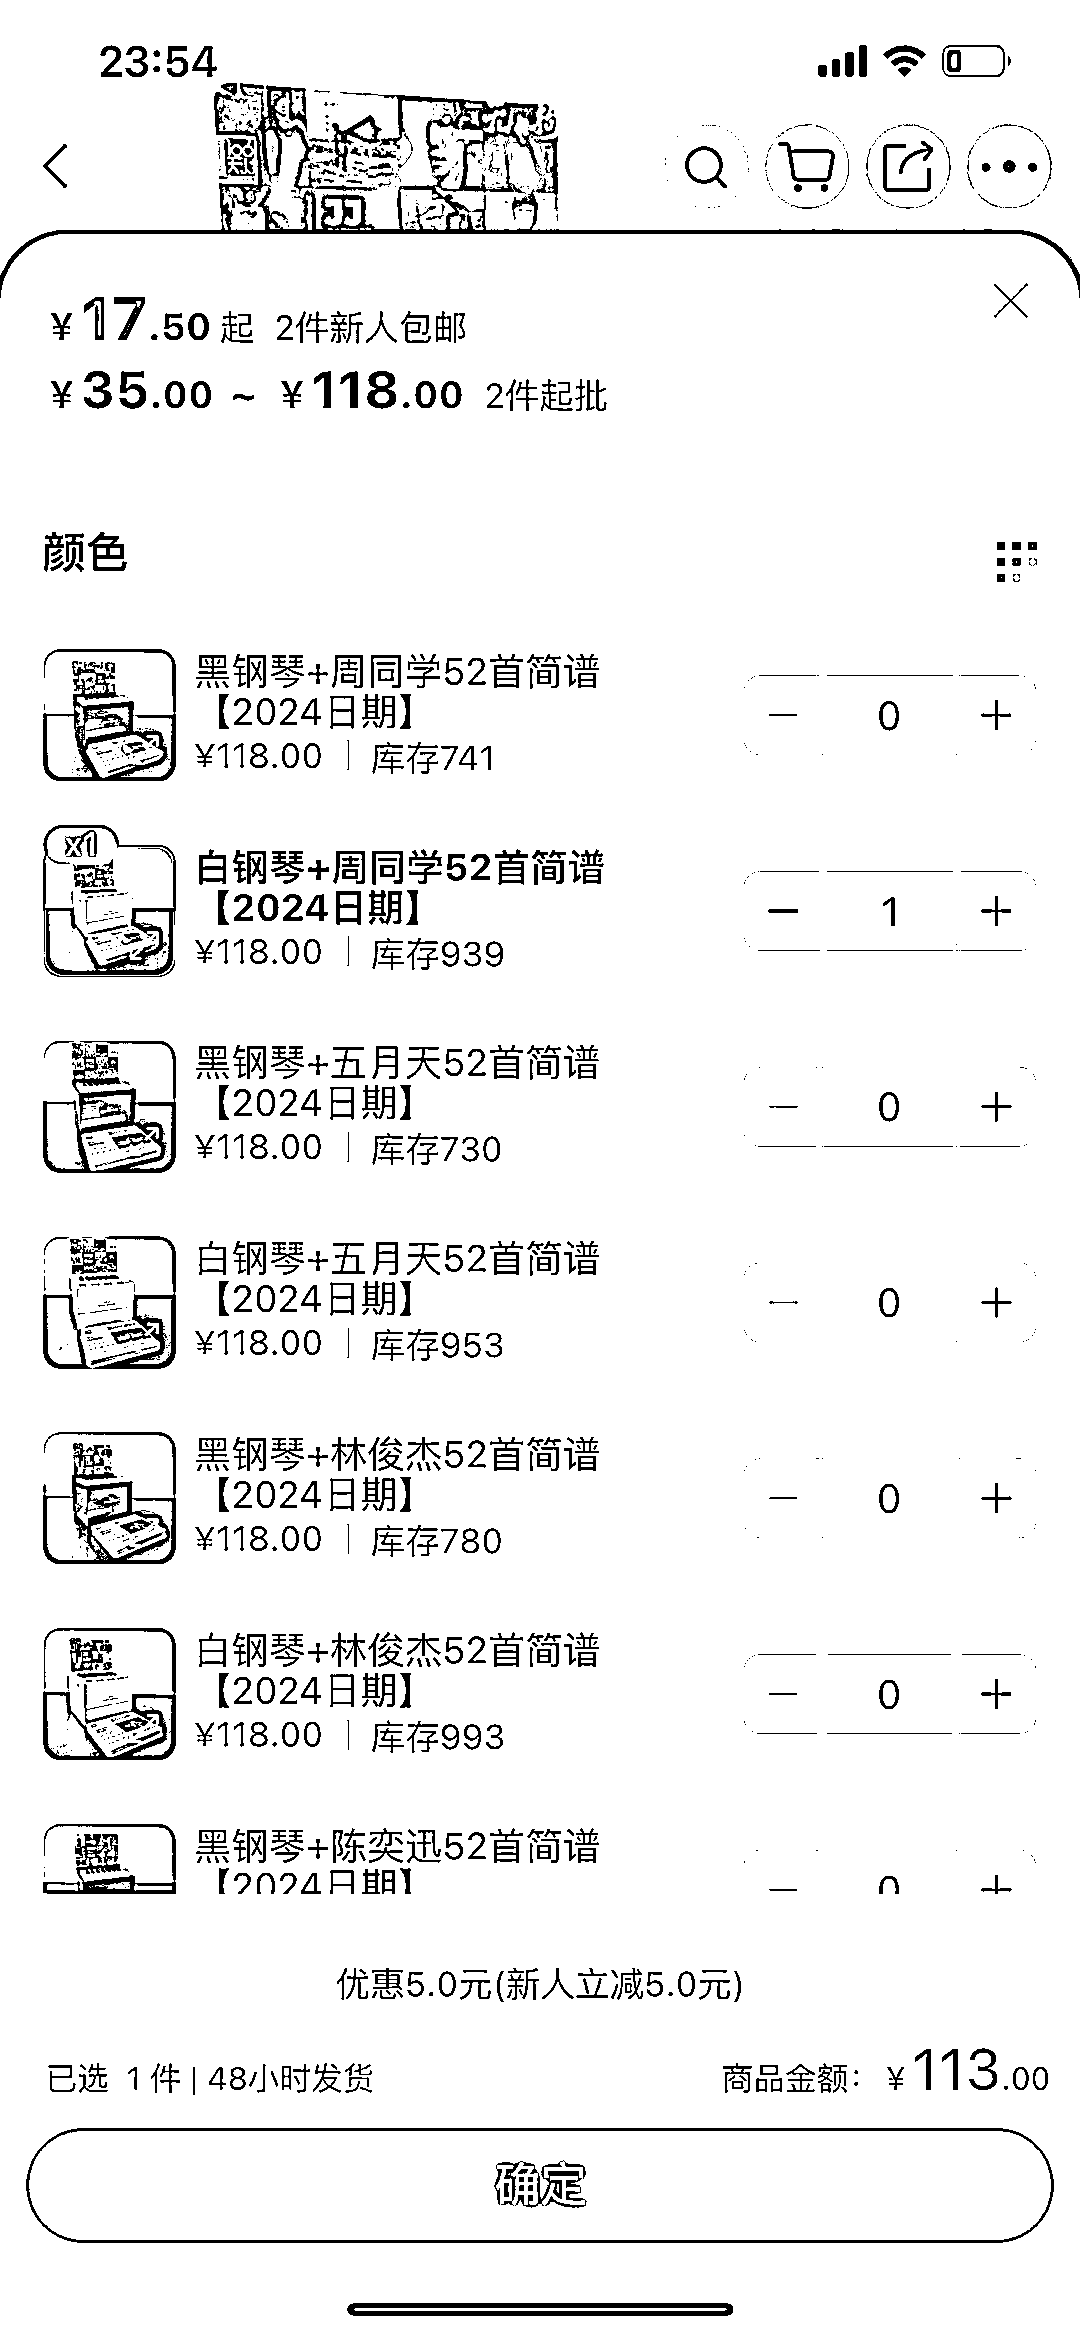 23:54
¥17.50 起 2件新人包邮
¥35.00 ~ ¥118.00 2件起批
颜色
黑钢琴+周同学52首简谱
【2024日期】
0
¥118.00 | 库存741
x1
白钢琴+周同学52首简谱
【2024日期】
1
¥118.00 | 库存939
黑钢琴+五月天52首简谱
【2024日期】
0
¥118.00 | 库存730
白钢琴+五月天52首简谱
【2024日期】
0
¥118.00 | 库存953
黑钢琴+林俊杰52首简谱
【2024日期】
0
¥118.00 | 库存780
白钢琴+林俊杰52首简谱
【2024日期】
0
¥118.00 | 库存993
黑钢琴+陈奕迅52首简谱
【2024日期】
0
优惠5.0元(新人立减5.0元)
已选 1 件 | 48小时发货
商品金额: ¥113.00
确定